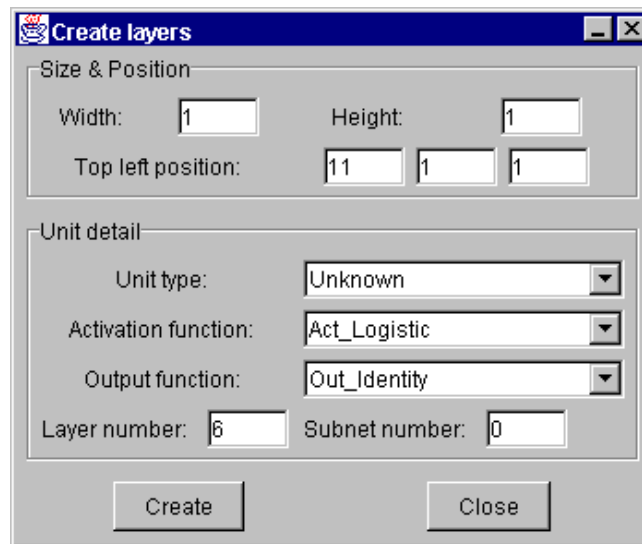 Create layers
Size & Position
Width: 1 Height: 1
Top left position: 11 1 1
Unit detail
Unit type: Unknown
Activation function: Act_Logistic
Output function: Out_Identity
Layer number: 6 Subnet number: 0
Create Close